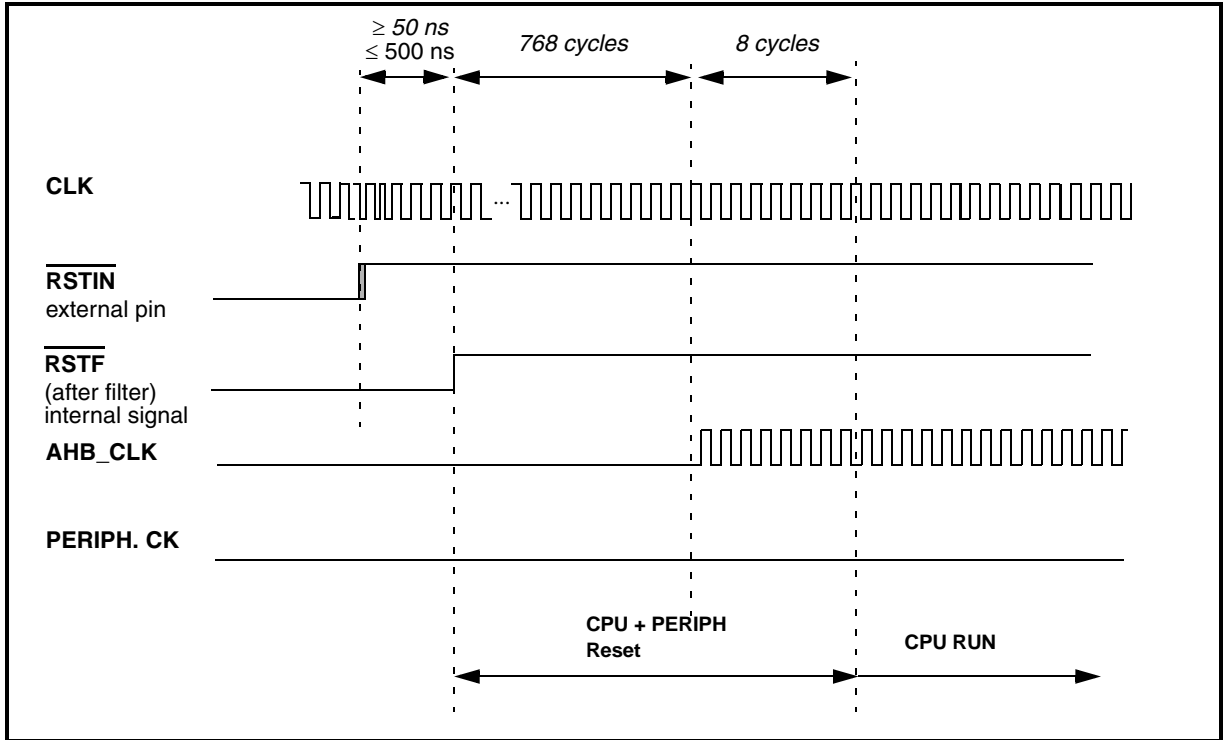 ≥ 50 ns
≤ 500 ns
768 cycles
8 cycles
CLK
...
RSTIN
external pin
RSTF
(after filter)
internal signal
AHB_CLK
PERIPH. CK
CPU + PERIPH
Reset
CPU RUN